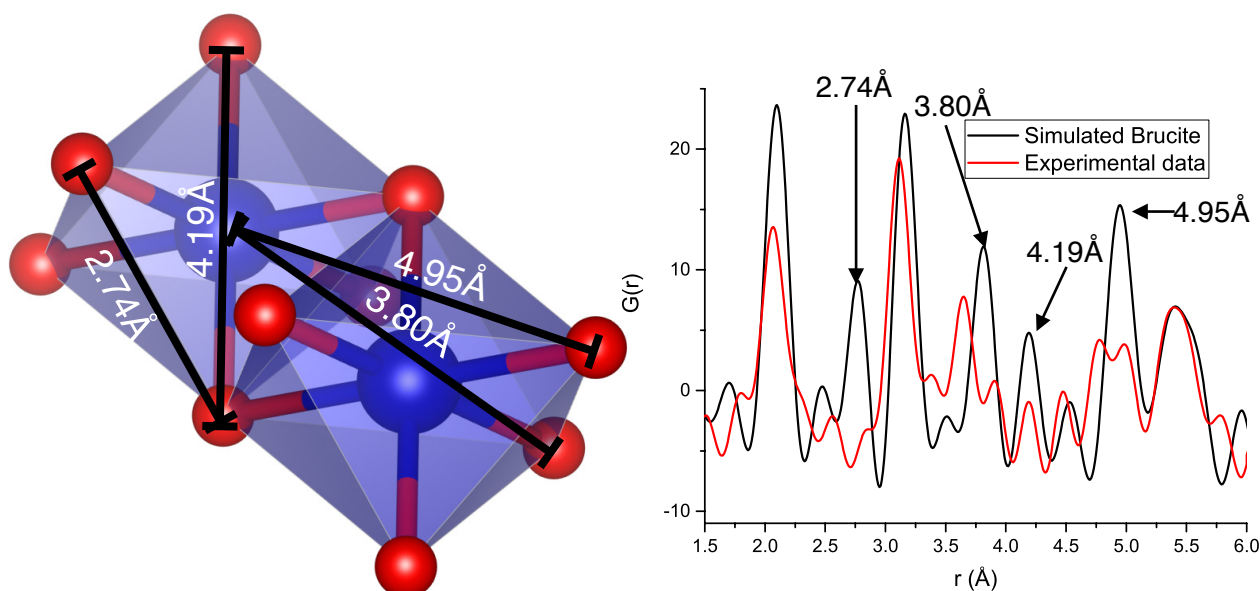 4.19Å
2.74Å
4.95Å
3.80Å
2.74Å
3.80Å
Simulated Brucite
Experimental data
4.95Å
4.19Å
G(r)
20
10
0
-10
1.5 2.0 2.5 3.0 3.5 4.0 4.5 5.0 5.5 6.0
r (Å)